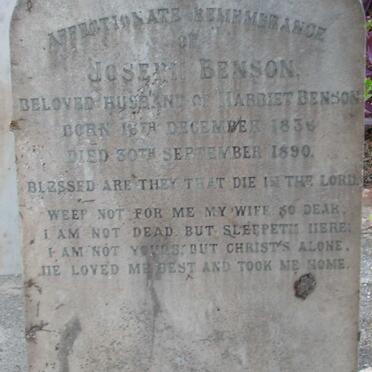 AFFECTIONATE REMEMBRANCE
OF
JOSEPH BENSON,
BELOVED HUSBAND OF HARRIET BENSON
BORN 16TH DECEMBER 1836
DIED 30TH SEPTEMBER 1890.
BLESSED ARE THEY THAT DIE IN THE LORD.
WEEP NOT FOR ME MY WIFE SO DEAR,
I AM NOT DEAD BUT SLEEPETH HERE;
I AM NOT YOURS, BUT CHRIST'S ALONE,
HE LOVED ME BEST AND TOOK ME HOME.